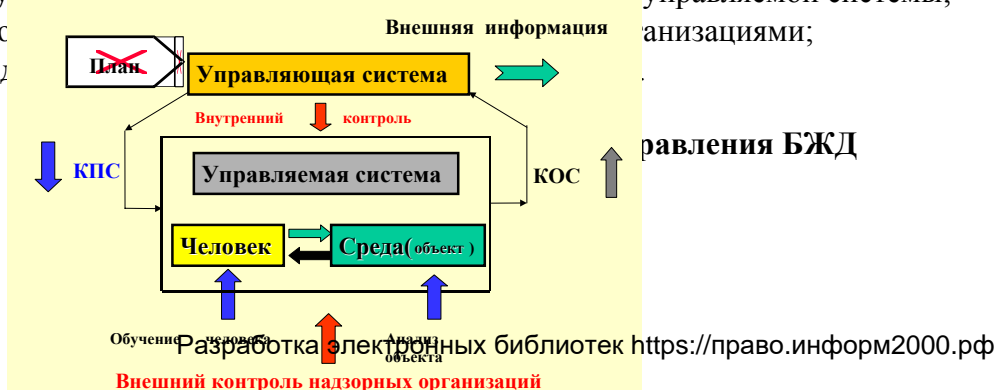 управляемой системы,
Внешняя информация
анизациями;
План
Управляющая система
Внутренний контроль
равления БЖД
КПС
Управляемая система
КОС
Человек
Среда( объект )
Обучение человека
Анализ объекта
Разработка электронных библиотек https://право.информ2000.рф
Внешний контроль надзорных организаций